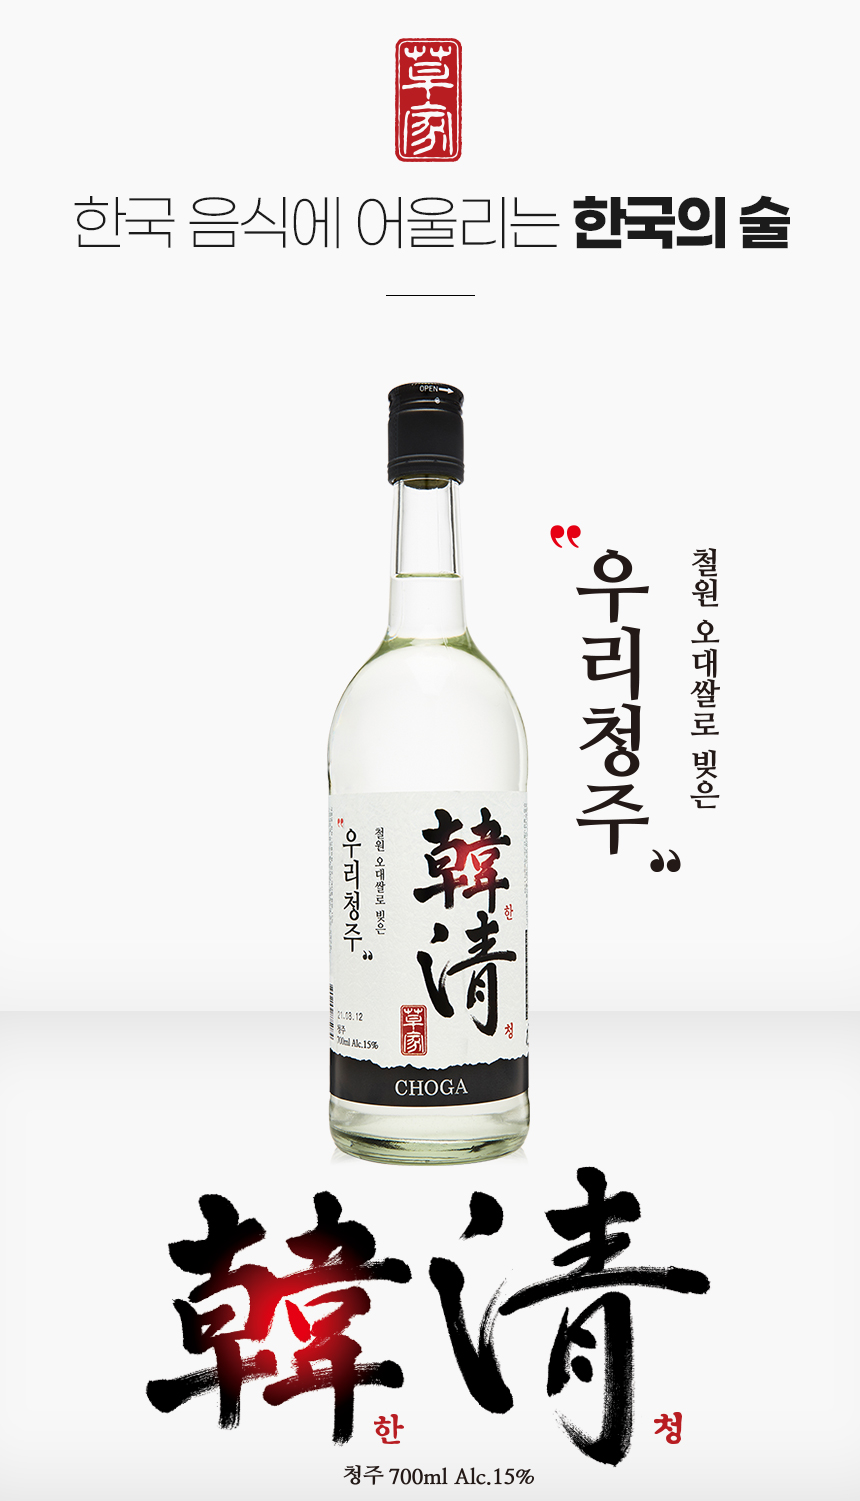 草家
한국 음식에 어울리는 한국의 술
OPEN
철원 오대쌀로 빚은
"우리청주"
韓清
한
청
철원 오대쌀로 빚은
"우리청주"
草家
21.08.12
청주
700ml Alc.15%
CHOGA
韓清
한
청
청주 700ml Alc.15%